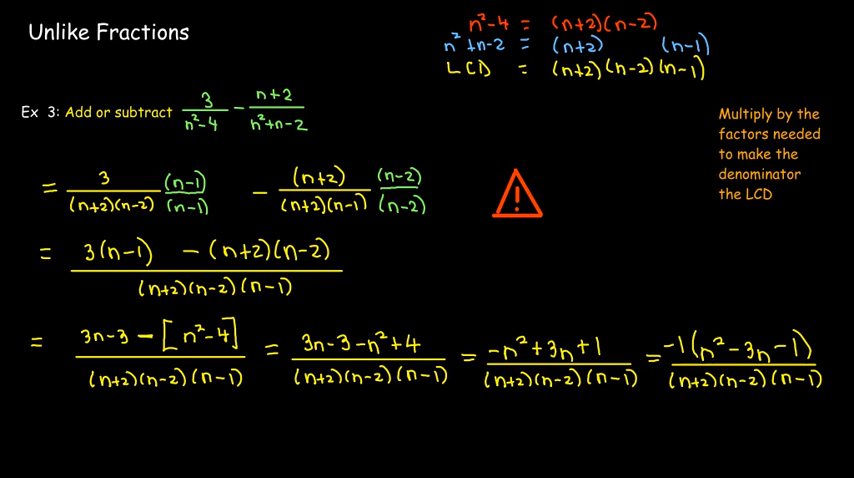 Unlike Fractions
n²-4 = (n+2)(n-2)
n²+n-2 = (n+2) (n-1)
LCD = (n+2)(n-2)(n-1)
Ex 3: Add or subtract 3/(n²-4) - (n+2)/(n²+n-2)
Multiply by the
factors needed
to make the
denominator
the LCD
= 3/((n+2)(n-2)) (n-1)/(n-1) - (n+2)/((n+2)(n-1)) (n-2)/(n-2)
!
= (3(n-1) - (n+2)(n-2))/((n+2)(n-2)(n-1))
= (3n-3-[n²-4])/((n+2)(n-2)(n-1)) = (3n-3-n²+4)/((n+2)(n-2)(n-1)) = (-n²+3n+1)/((n+2)(n-2)(n-1)) = -1(n²-3n-1)/((n+2)(n-2)(n-1))